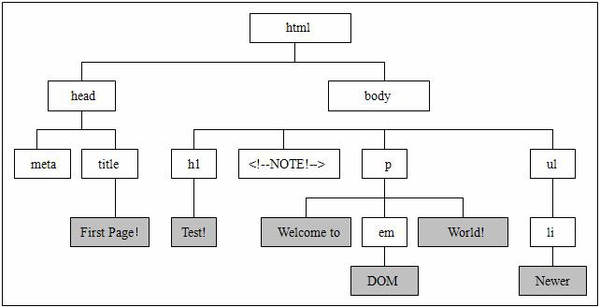 html
head
body
meta
title
h1
<!--NOTE!-->
p
ul
First Page!
Test!
Welcome to
em
World!
li
DOM
Newer